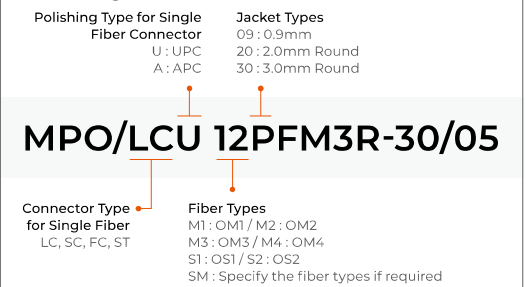 Polishing Type for Single
Fiber Connector
U : UPC
A : APC
Jacket Types
09 : 0.9mm
20 : 2.0mm Round
30 : 3.0mm Round
MPO/LCU 12PFM3R-30/05
Connector Type
for Single Fiber
LC, SC, FC, ST
Fiber Types
M1 : OM1 / M2 : OM2
M3 : OM3 / M4 : OM4
S1 : OS1 / S2 : OS2
SM : Specify the fiber types if required